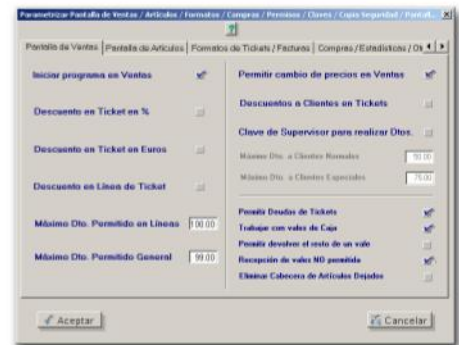 Parametrizar Pantalla de Ventas / Artículos / Formatos / Compras / Permisos / Claves / Copia Seguridad / Pantall...
Pantalla de Ventas
Pantalla de Artículos
Formatos de Tickets / Facturas
Compras / Estadísticas / Ot
Iniciar programa en Ventas
Descuento en Ticket en %
Descuento en Ticket en Euros
Descuento en Línea de Ticket
Máximo Dto. Permitido en Líneas 100.00
Máximo Dto. Permitido General 99.00
Permitir cambio de precios en Ventas
Descuentos a Clientes en Tickets
Clave de Supervisor para realizar Dtos.
Máximo Dto. a Clientes Normales 50.00
Máximo Dto. a Clientes Especiales 75.00
Permitir Deudas de Tickets
Trabajar con vales de Caja
Permitir devolver el resto de un vale
Recepción de vales NO permitida
Eliminar Cabecera de Artículos Dejados
Aceptar
Cancelar